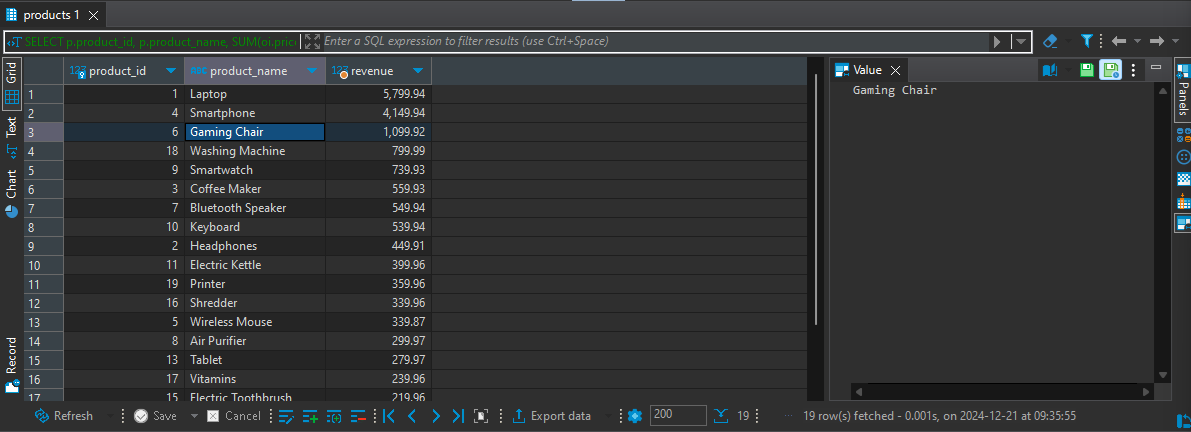 products 1
SELECT p.product_id, p.product_name, SUM(oi.pric Enter a SQL expression to filter results (use Ctrl+Space)
Grid
Text
Chart
Record
123 product_id ABC product_name 123 revenue
1 1 Laptop 5,799.94
2 4 Smartphone 4,149.94
3 6 Gaming Chair 1,099.92
4 18 Washing Machine 799.99
5 9 Smartwatch 739.93
6 3 Coffee Maker 559.93
7 7 Bluetooth Speaker 549.94
8 10 Keyboard 539.94
9 2 Headphones 449.91
10 11 Electric Kettle 399.96
11 19 Printer 359.96
12 16 Shredder 339.96
13 5 Wireless Mouse 339.87
14 8 Air Purifier 299.97
15 13 Tablet 279.97
16 17 Vitamins 239.96
17 15 Electric Toothbrush 219.96
Value
Gaming Chair
Panels
Refresh Save Cancel Export data 200 19 19 row(s) fetched - 0.001s, on 2024-12-21 at 09:35:55